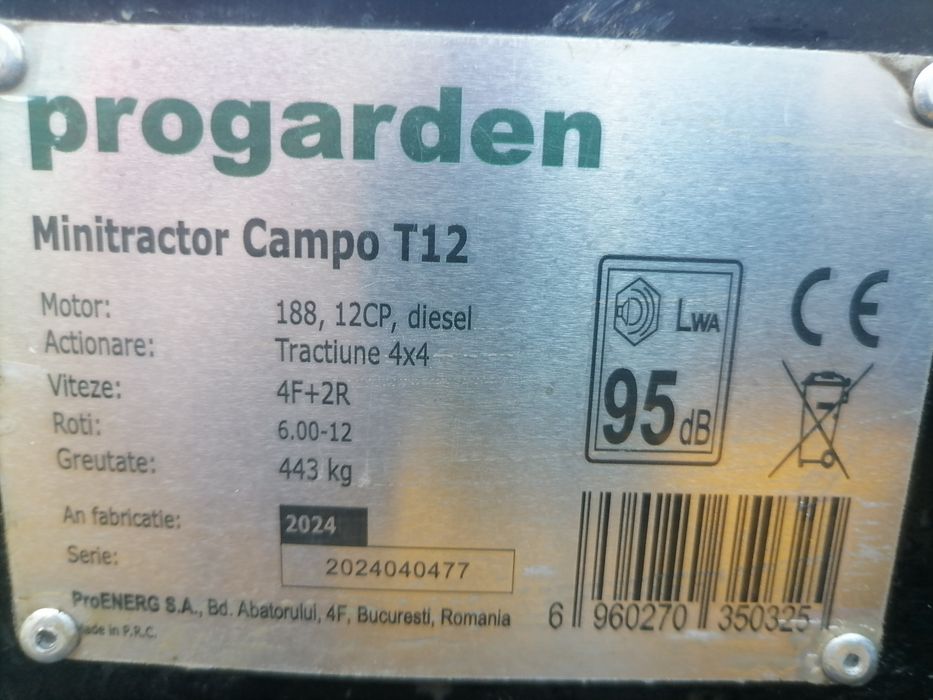 progarden
Minitractor Campo T12
Motor: 188, 12CP, diesel
Actionare: Tractiune 4x4
Viteze: 4F+2R
Roti: 6.00-12
Greutate: 443 kg
An fabricatie: 2024
Serie: 2024040477
ProENERG S.A., Bd. Abatorului, 4F, Bucuresti, Romania
Made in P.R.C.
LWA
95 dB
CE
6 960270 350325